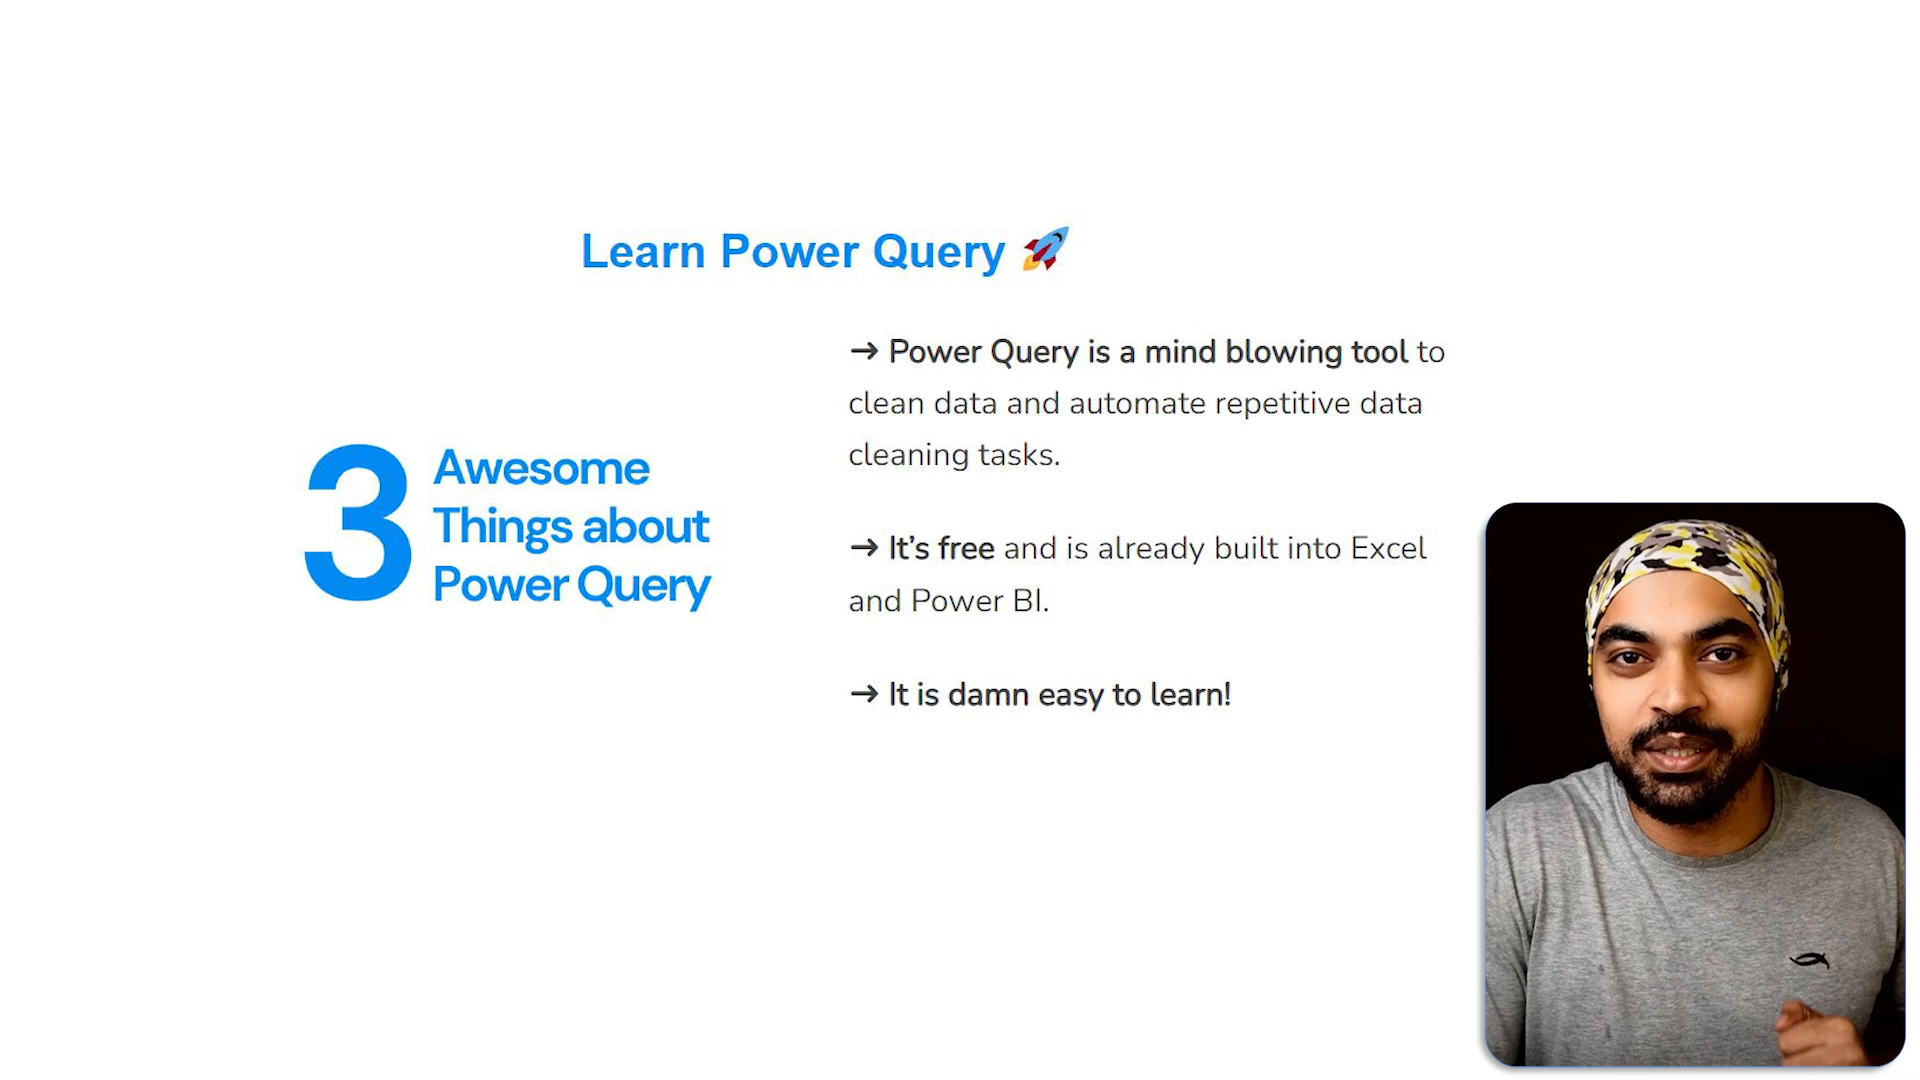 Learn Power Query 🚀
3
Awesome
Things about
Power Query
→ Power Query is a mind blowing tool to
clean data and automate repetitive data
cleaning tasks.
→ It’s free and is already built into Excel
and Power BI.
→ It is damn easy to learn!